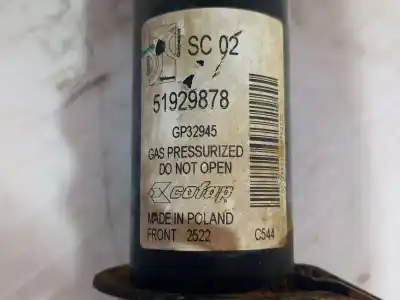 SC 02
51929878
GP32945
GAS PRESSURIZED
DO NOT OPEN
cofap
MADE IN POLAND
FRONT 2522 C544